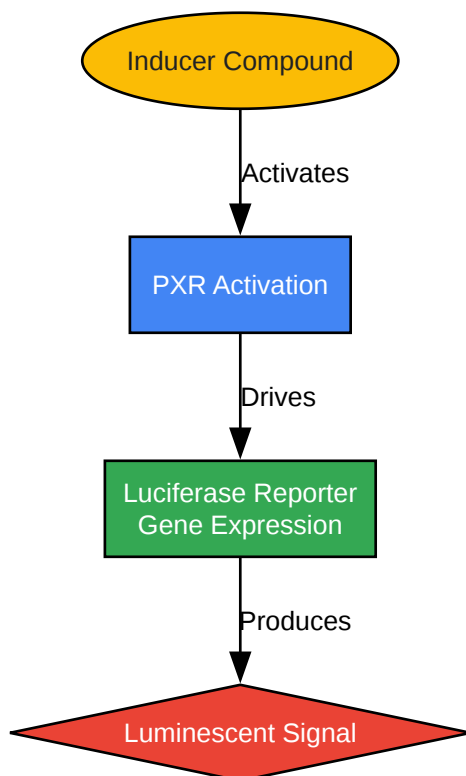 Inducer Compound
Activates
PXR Activation
Drives
Luciferase Reporter
Gene Expression
Produces
Luminescent Signal